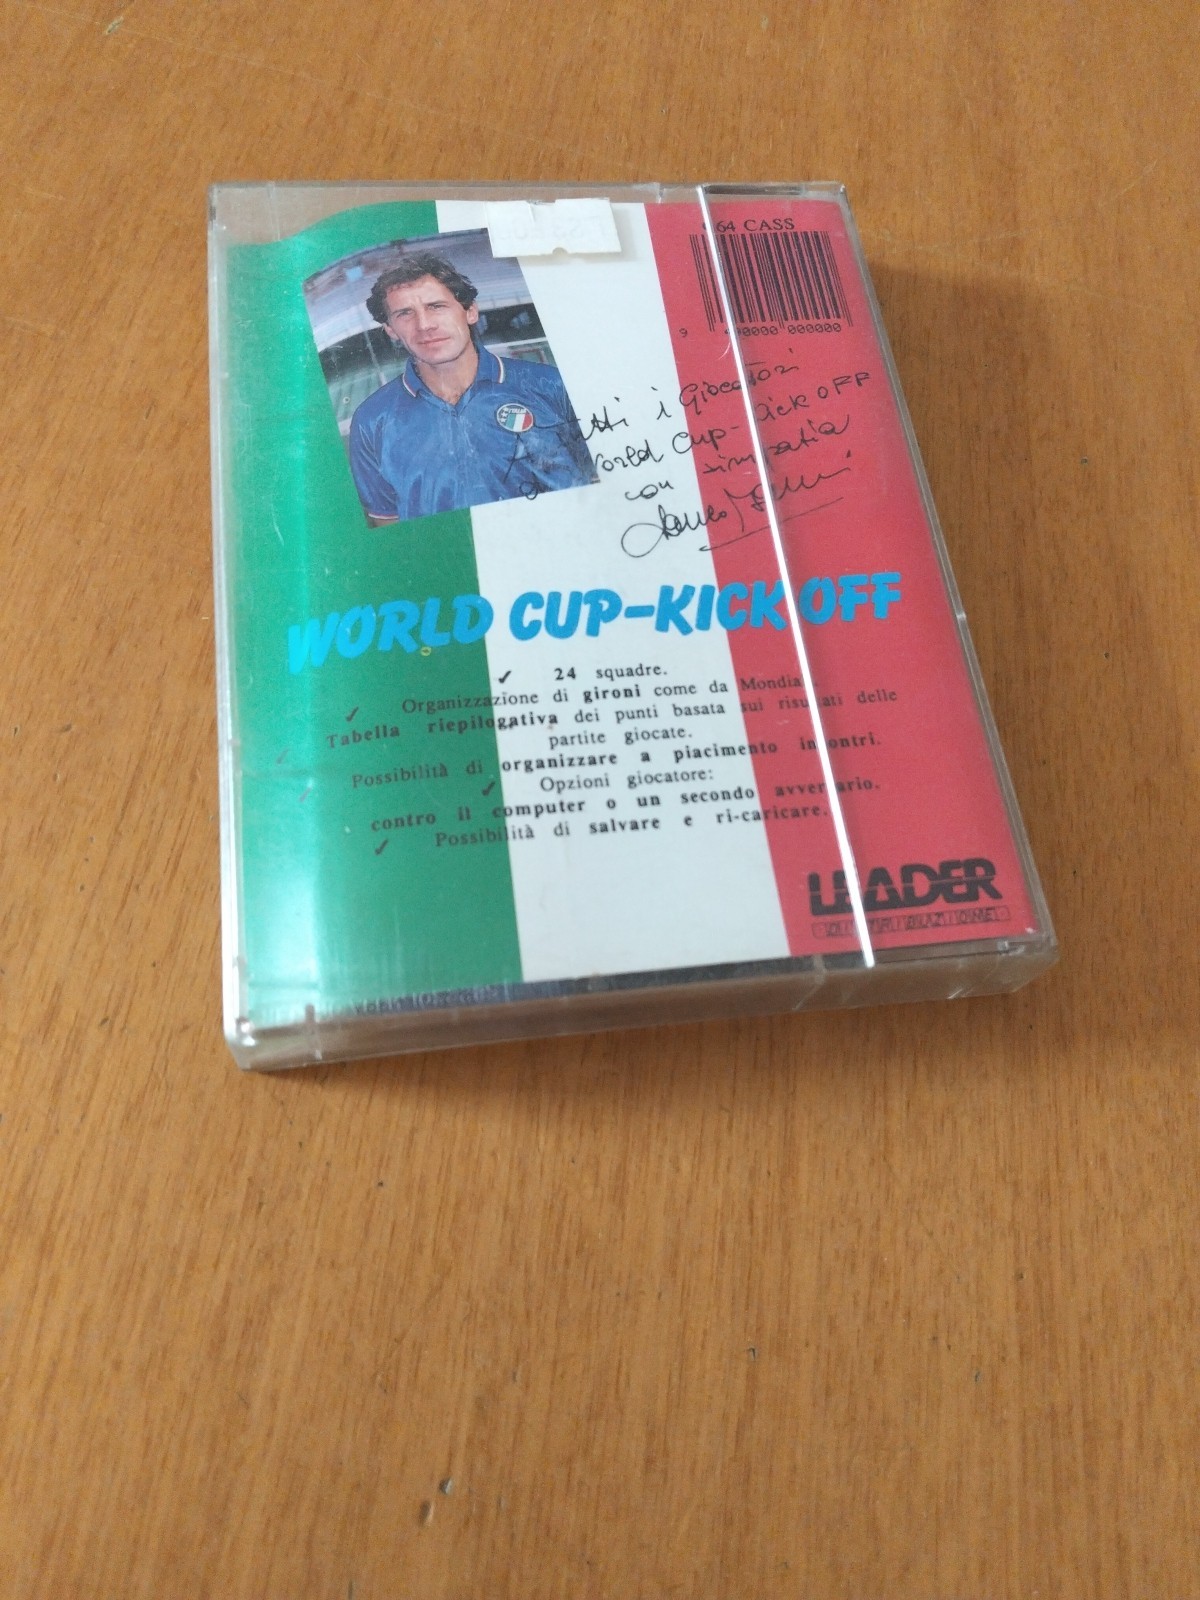 64 CASS
9 000000
A tutti i Giocatori
di World Cup-Kick OFF
con simpatia
WORLD CUP-KICK OFF
✓ 24 squadre.
✓ Organizzazione di gironi come da Mondiali.
✓ Tabella riepilogativa dei punti basata sui risultati delle
partite giocate.
✓ Possibilità di organizzare a piacimento incontri.
✓ Opzioni giocatore:
contro il computer o un secondo avversario.
✓ Possibilità di salvare e ri-caricare.
LEADER
DISTRIBUZIONE
ITALIA